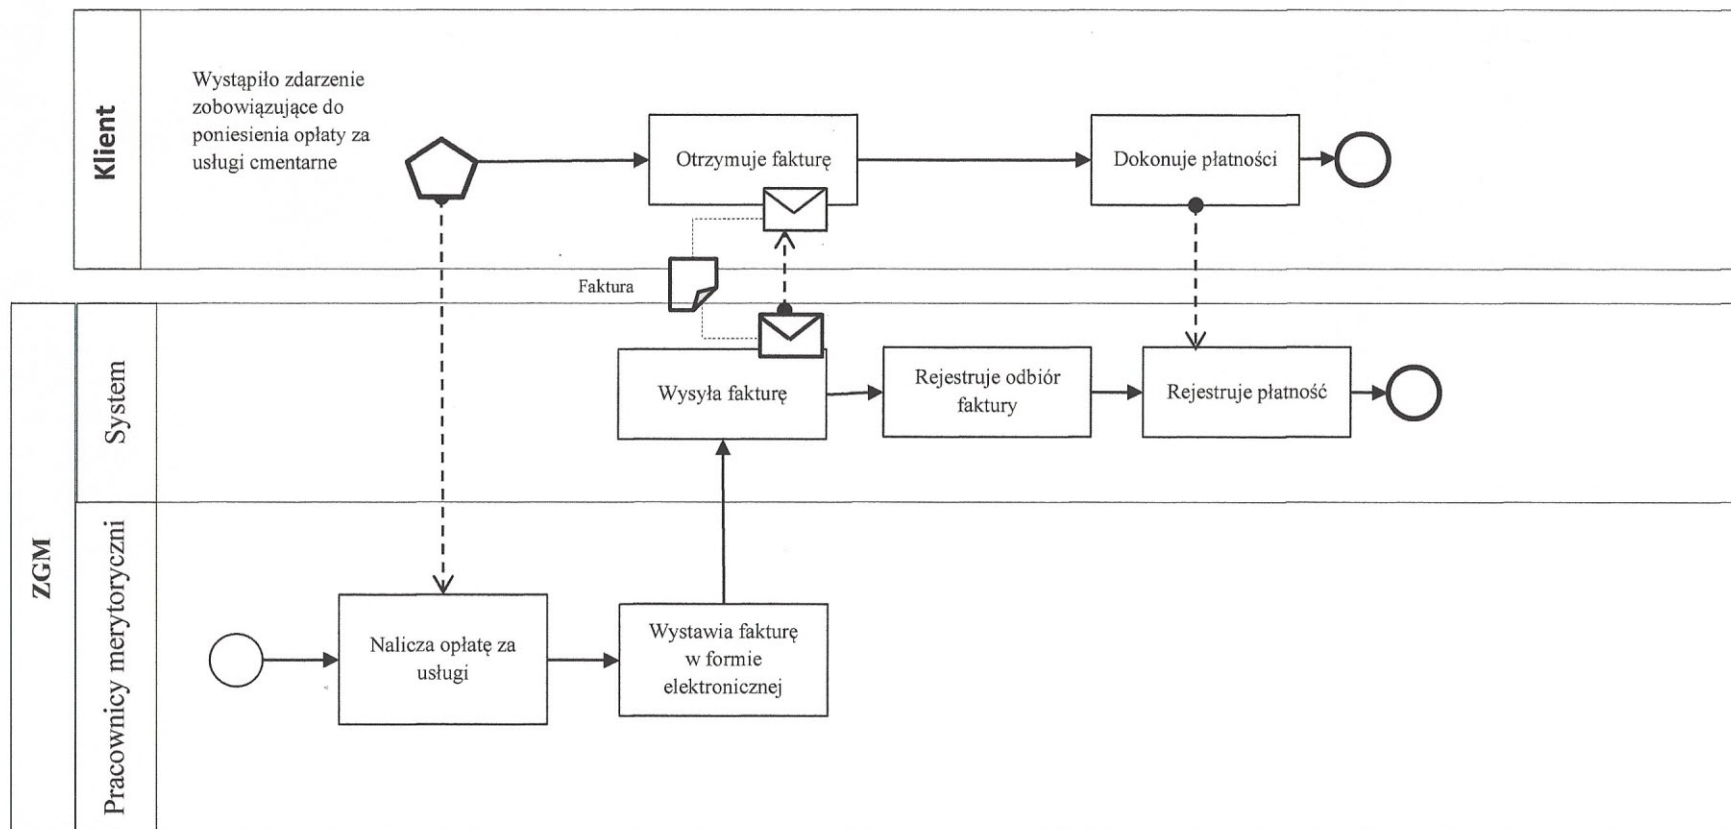 Klient
Wystąpiło zdarzenie
zobowiązujące do
poniesienia opłaty za
usługi cmentarne
Otrzymuje fakturę
Dokonuje płatności
Faktura
ZGM
System
Wysyła fakturę
Rejestruje odbiór
faktury
Rejestruje płatność
Pracownicy merytoryczni
Nalicza opłatę za
usługi
Wystawia fakturę
w formie
elektronicznej